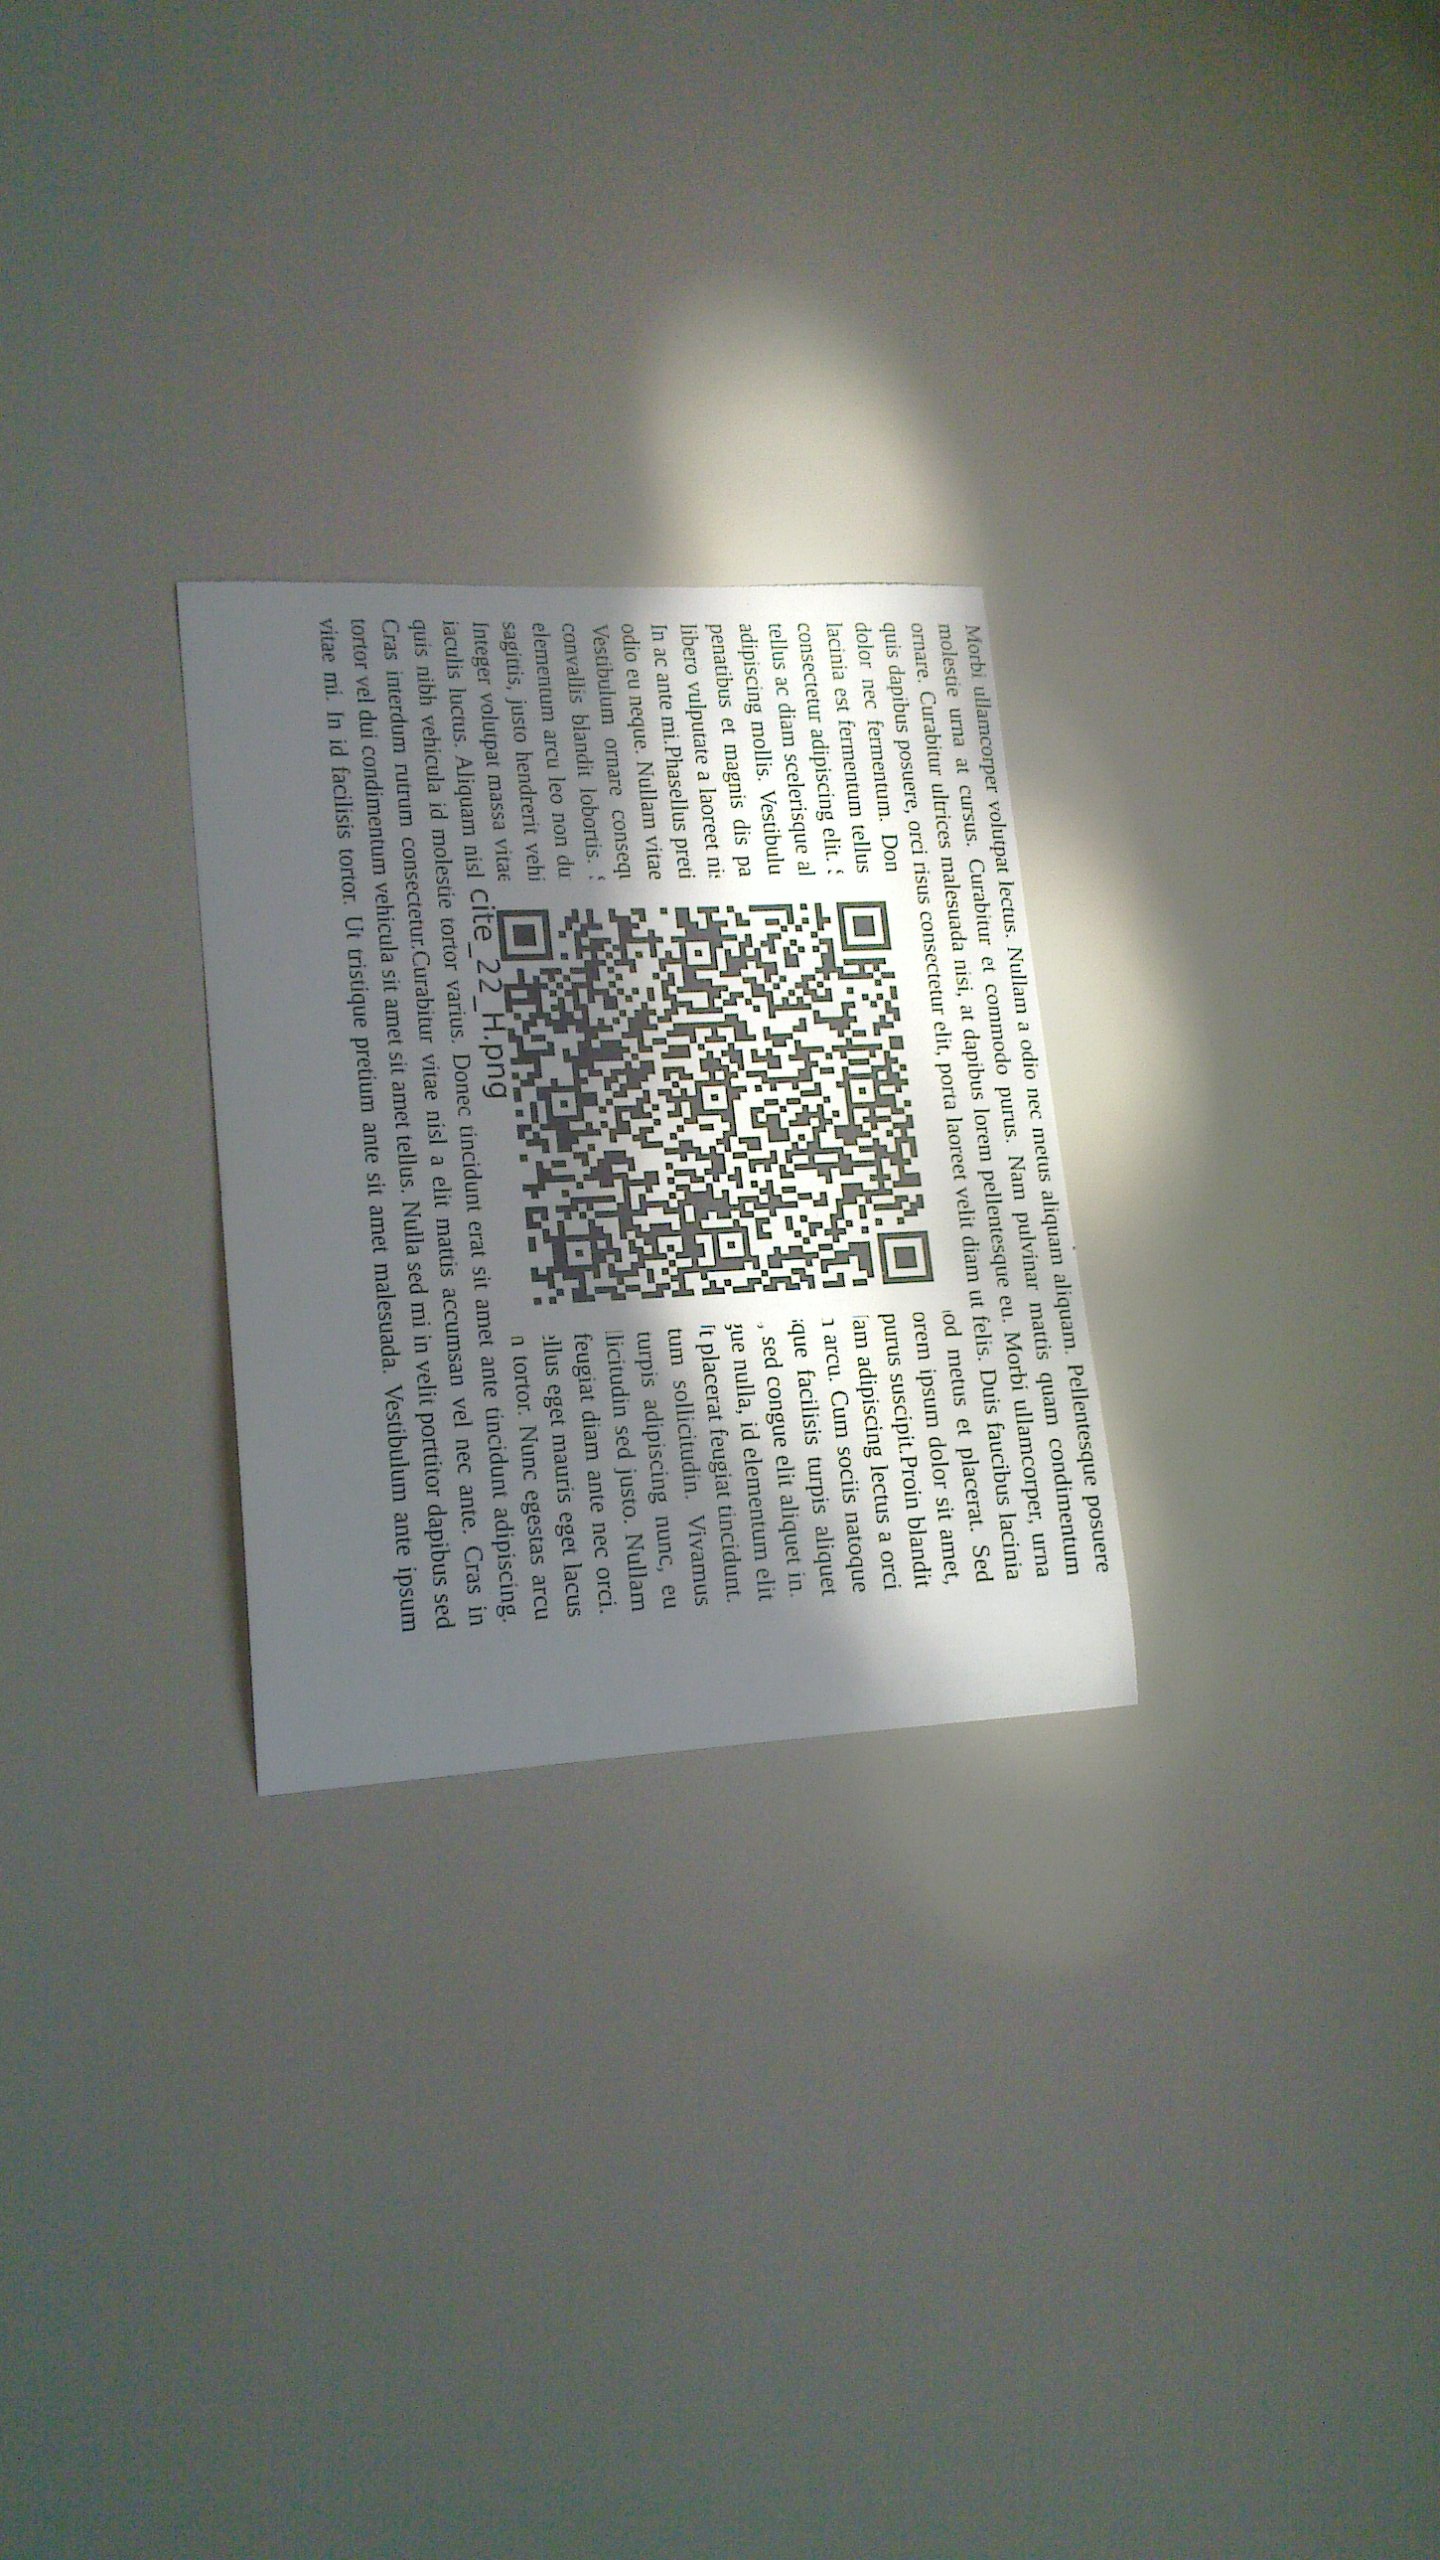 Morbi ullamcorper volutpat lectus. Nullam a odio nec metus aliquam aliquam. Pellentesque posuere
molestie urna at cursus. Curabitur et commodo purus. Nam pulvinar mattis quam condimentum
ornare. Curabitur ultrices malesuada nisi, at dapibus lorem pellentesque eu. Morbi ullamcorper, urna
quis dapibus posuere, orci risus consectetur elit, porta laoreet velit diam ut felis. Duis faucibus lacinia
dolor nec fermentum. Don
od metus et placerat. Sed
lacinia est fermentum tellus
orem ipsum dolor sit amet,
consectetur adipiscing elit.
purus suscipit.Proin blandit
tellus ac diam scelerisque al
am adipiscing lectus a orci
adipiscing mollis. Vestibulu
arcu. Cum sociis natoque
penatibus et magnis dis pa
ique facilisis turpis aliquet
libero vulputate a laoreet
, sed congue elit aliquet in.
In ac ante mi.Phasellus preti
gue nulla, id elementum elit
odio eu neque. Nullam vitae
it placerat feugiat tincidunt.
Vestibulum ornare consequ
tum sollicitudin. Vivamus
convallis blandit lobortis.
turpis adipiscing nunc, eu
elementum arcu leo non du
llicitudin sed justo. Nullam
sagittis, justo hendrerit vehi
feugiat diam ante nec orci.
Integer volutpat massa vitae
ellus eget mauris eget lacus
iaculis luctus. Aliquam nisl
n tortor. Nunc egestas arcu
cite_22_H.png
quis nibh vehicula id molestie tortor varius. Donec tincidunt erat sit amet ante tincidunt adipiscing.
Cras interdum rutrum consectetur.Curabitur vitae nisl a elit mattis accumsan vel nec ante. Cras in
tortor vel dui condimentum vehicula sit amet sit amet tellus. Nulla sed mi in velit porttitor dapibus sed
vitae mi. In id facilisis tortor. Ut tristique pretium ante sit amet malesuada. Vestibulum ante ipsum